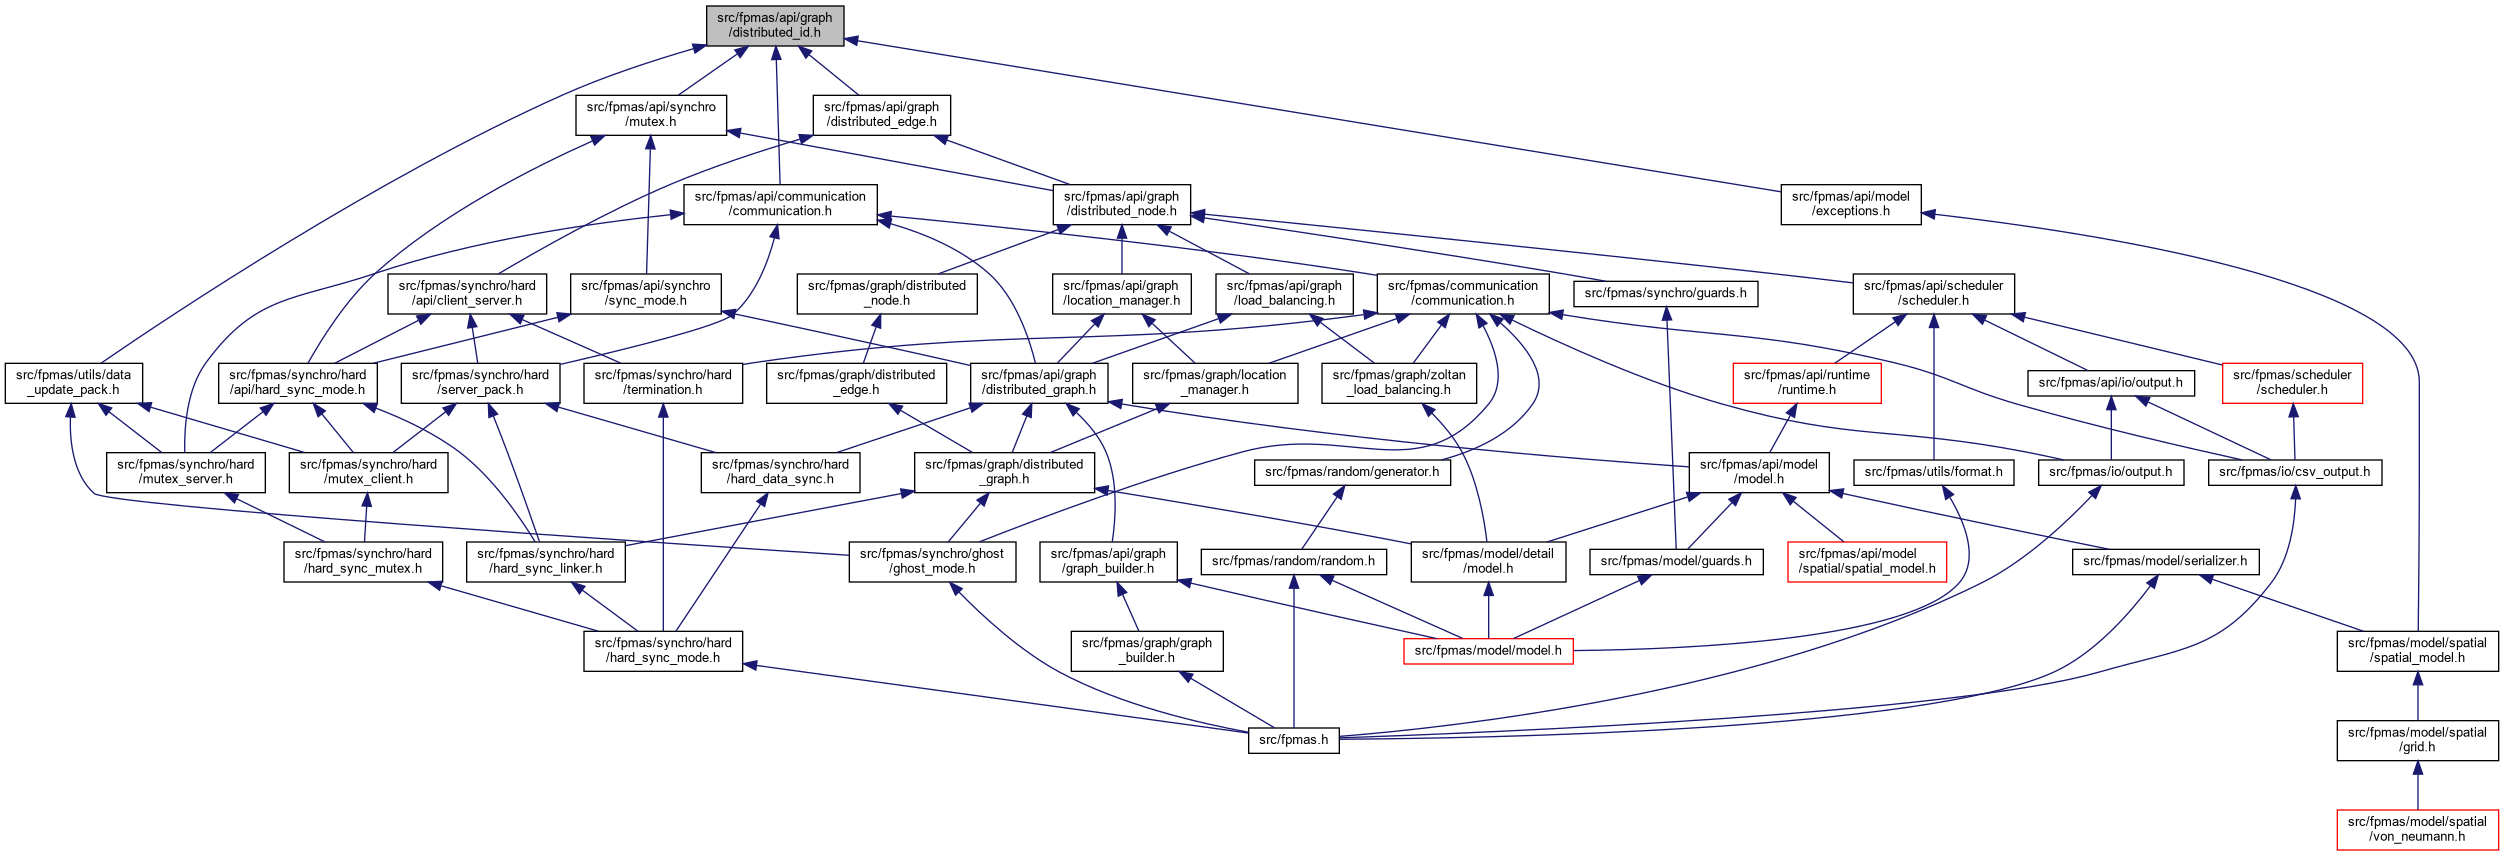 src/fpmas/api/graph
/distributed_id.h
src/fpmas/api/synchro
/mutex.h
src/fpmas/api/graph
/distributed_edge.h
src/fpmas/api/communication
/communication.h
src/fpmas/api/graph
/distributed_node.h
src/fpmas/api/model
/exceptions.h
src/fpmas/synchro/hard
/api/client_server.h
src/fpmas/api/synchro
/sync_mode.h
src/fpmas/graph/distributed
_node.h
src/fpmas/api/graph
/location_manager.h
src/fpmas/api/graph
/load_balancing.h
src/fpmas/communication
/communication.h
src/fpmas/synchro/guards.h
src/fpmas/api/scheduler
/scheduler.h
src/fpmas/utils/data
_update_pack.h
src/fpmas/synchro/hard
/api/hard_sync_mode.h
src/fpmas/synchro/hard
/server_pack.h
src/fpmas/synchro/hard
/termination.h
src/fpmas/graph/distributed
_edge.h
src/fpmas/api/graph
/distributed_graph.h
src/fpmas/graph/location
_manager.h
src/fpmas/graph/zoltan
_load_balancing.h
src/fpmas/api/runtime
/runtime.h
src/fpmas/api/io/output.h
src/fpmas/scheduler
/scheduler.h
src/fpmas/synchro/hard
/mutex_server.h
src/fpmas/synchro/hard
/mutex_client.h
src/fpmas/synchro/hard
/hard_data_sync.h
src/fpmas/graph/distributed
_graph.h
src/fpmas/random/generator.h
src/fpmas/api/model
/model.h
src/fpmas/utils/format.h
src/fpmas/io/output.h
src/fpmas/io/csv_output.h
src/fpmas/synchro/hard
/hard_sync_mutex.h
src/fpmas/synchro/hard
/hard_sync_linker.h
src/fpmas/synchro/ghost
/ghost_mode.h
src/fpmas/api/graph
/graph_builder.h
src/fpmas/random/random.h
src/fpmas/model/detail
/model.h
src/fpmas/model/guards.h
src/fpmas/api/model
/spatial/spatial_model.h
src/fpmas/model/serializer.h
src/fpmas/synchro/hard
/hard_sync_mode.h
src/fpmas/graph/graph
_builder.h
src/fpmas/model/model.h
src/fpmas/model/spatial
/spatial_model.h
src/fpmas.h
src/fpmas/model/spatial
/grid.h
src/fpmas/model/spatial
/von_neumann.h